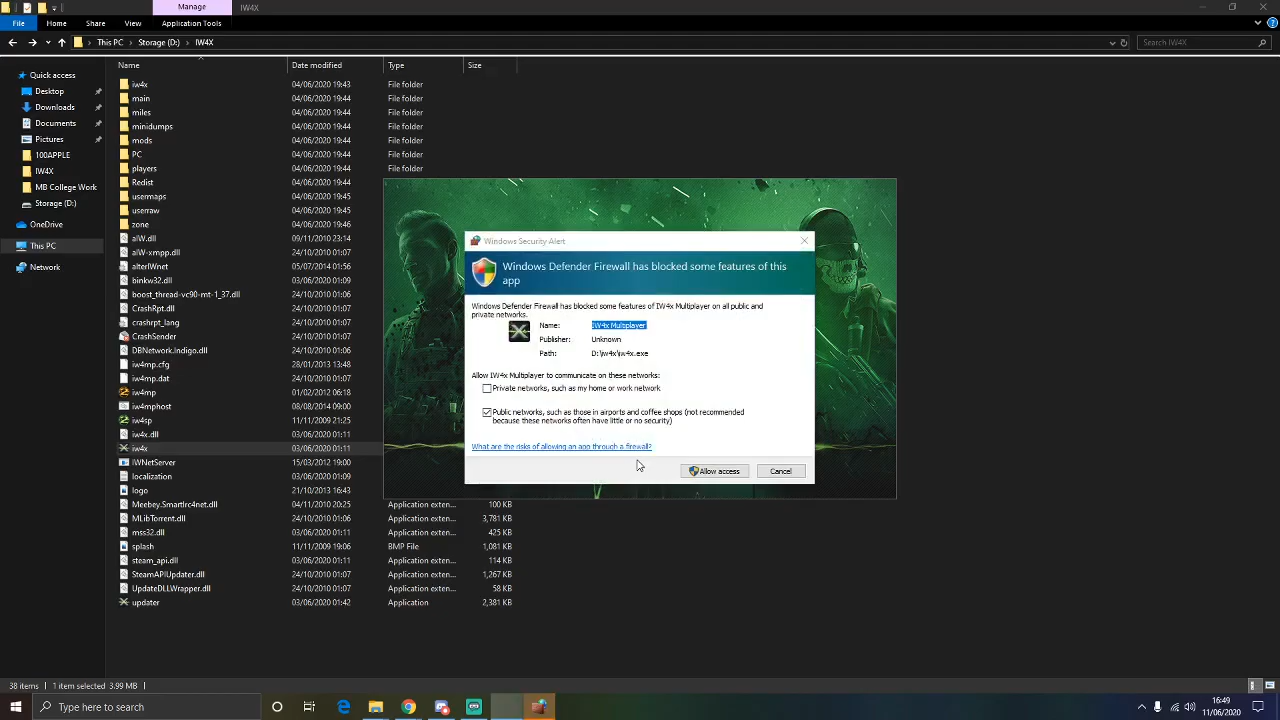 Manage
IW4X
File
Home
Share
View
Application Tools
This PC
Storage (D:)
IW4X
Search IW4X
Name
Date modified
Type
Size
Quick access
Desktop
Downloads
Documents
Pictures
100APPLE
IW4X
MB College Work
Storage (D:)
OneDrive
This PC
Network
iw4x 04/06/2020 19:43 File folder
main 04/06/2020 19:44 File folder
miles 04/06/2020 19:44 File folder
minidumps 04/06/2020 19:44 File folder
mods 04/06/2020 19:44 File folder
PC 04/06/2020 19:44 File folder
players 04/06/2020 19:44 File folder
Redist 04/06/2020 19:44 File folder
usermaps 04/06/2020 19:45
userraw 04/06/2020 19:45
zone 04/06/2020 19:46
aIW.dll 09/11/2010 23:14
aIW-xmpp.dll 24/10/2010 01:07
alterIWnet 05/07/2014 01:56
binkw32.dll 03/06/2020 01:09
boost_thread-vc90-mt-1_37.dll 24/10/2010 01:07
CrashRpt.dll 24/10/2010 01:07
crashrpt_lang 24/10/2010 01:07
CrashSender 24/10/2010 01:07
DBNetwork.Indigo.dll 24/10/2010 01:07
iw4mp.cfg 28/01/2013 13:48
iw4mp.dat 24/10/2010 01:07
iw4mp 01/02/2012 06:18
iw4mphost 08/08/2014 09:00
iw4sp 11/11/2009 21:25
iw4x.dll 03/06/2020 01:11
iw4x 03/06/2020 01:11
IWNetServer 15/03/2012 19:00
localization 03/06/2020 01:11
logo 21/10/2013 16:43
Meebey.SmartIrc4net.dll 04/11/2010 20:25 Application exten... 100 KB
MLibTorrent.dll 24/10/2010 01:06 Application exten... 3,781 KB
mss32.dll 03/06/2020 01:11 Application exten... 425 KB
splash 11/11/2009 19:06 BMP File 1,081 KB
steam_api.dll 03/06/2020 01:11 Application exten... 114 KB
SteamAPIUpdater.dll 24/10/2010 01:07 Application exten... 1,267 KB
UpdateDLLWrapper.dll 24/10/2010 01:07 Application exten... 58 KB
updater 03/06/2020 01:42 Application 2,381 KB
Windows Security Alert
Windows Defender Firewall has blocked some features of this
app
Windows Defender Firewall has blocked some features of IW4x Multiplayer on all public and
private networks.
Name: IW4x Multiplayer
Publisher: Unknown
Path: D:\iw4x\iw4x.exe
Allow IW4x Multiplayer to communicate on these networks:
Private networks, such as my home or work network
Public networks, such as those in airports and coffee shops (not recommended
because these networks often have little or no security)
What are the risks of allowing an app through a firewall?
Allow access
Cancel
38 items
1 item selected 3.99 MB
Type here to search
16:49
11/06/2020